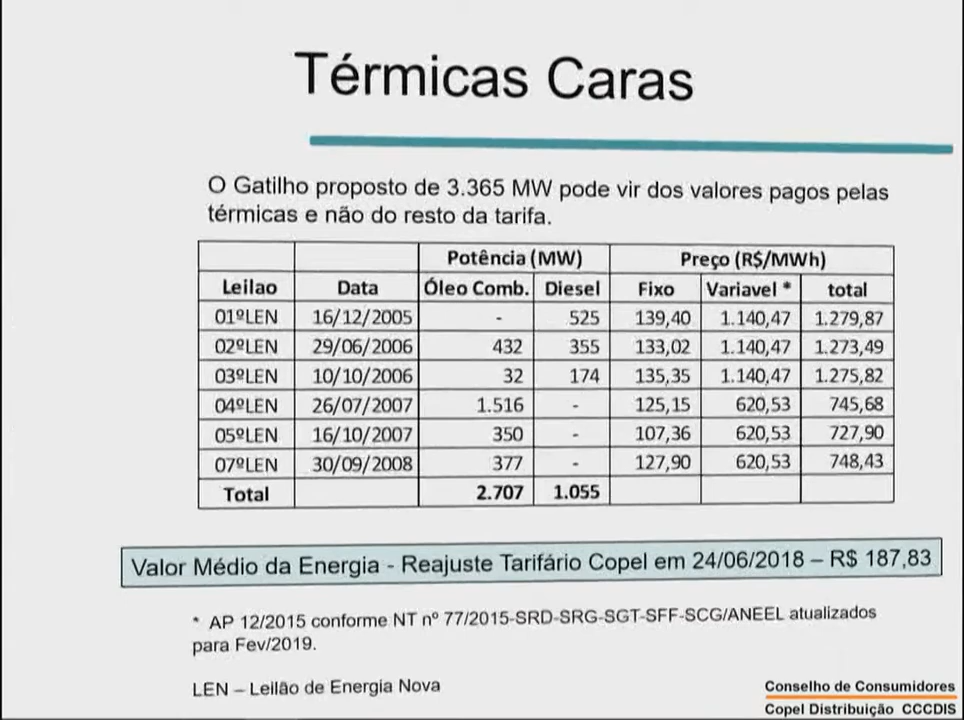 Térmicas Caras
O Gatilho proposto de 3.365 MW pode vir dos valores pagos pelas
térmicas e não do resto da tarifa.
Potência (MW) Preço (R$/MWh)
Leilao Data Óleo Comb. Diesel Fixo Variavel * total
01ºLEN 16/12/2005 - 525 139,40 1.140,47 1.279,87
02ºLEN 29/06/2006 432 355 133,02 1.140,47 1.273,49
03ºLEN 10/10/2006 32 174 135,35 1.140,47 1.275,82
04ºLEN 26/07/2007 1.516 - 125,15 620,53 745,68
05ºLEN 16/10/2007 350 - 107,36 620,53 727,90
07ºLEN 30/09/2008 377 - 127,90 620,53 748,43
Total 2.707 1.055
Valor Médio da Energia - Reajuste Tarifário Copel em 24/06/2018 – R$ 187,83
* AP 12/2015 conforme NT nº 77/2015-SRD-SRG-SGT-SFF-SCG/ANEEL atualizados
para Fev/2019.
LEN – Leilão de Energia Nova
Conselho de Consumidores
Copel Distribuição CCCDIS